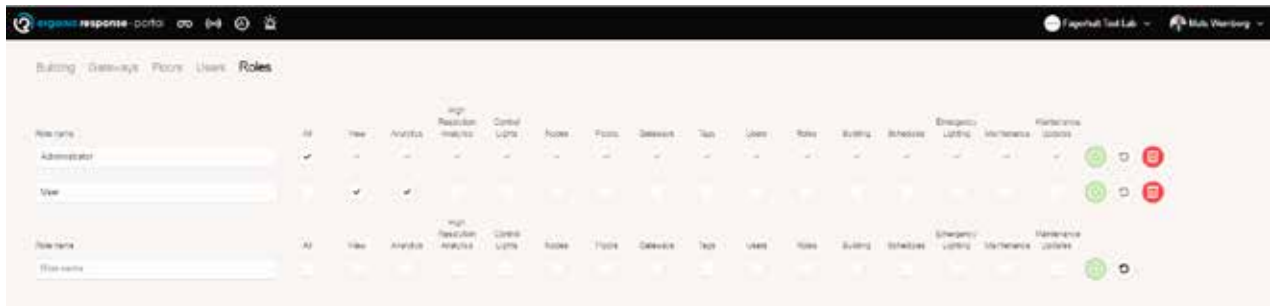 organic response portal
Fagerhult Test Lab
Mats Wernberg
Building Gateways Floors Users Roles
Role name All View Analytics High Resolution Analytics Control Lights Nodes Floors Gateways Tags Users Roles Building Schedules Emergency Lighting Maintenance Maintenance Updates
Administrator
User
Role name All View Analytics High Resolution Analytics Control Lights Nodes Floors Gateways Tags Users Roles Building Schedules Emergency Lighting Maintenance Maintenance Updates
Role name